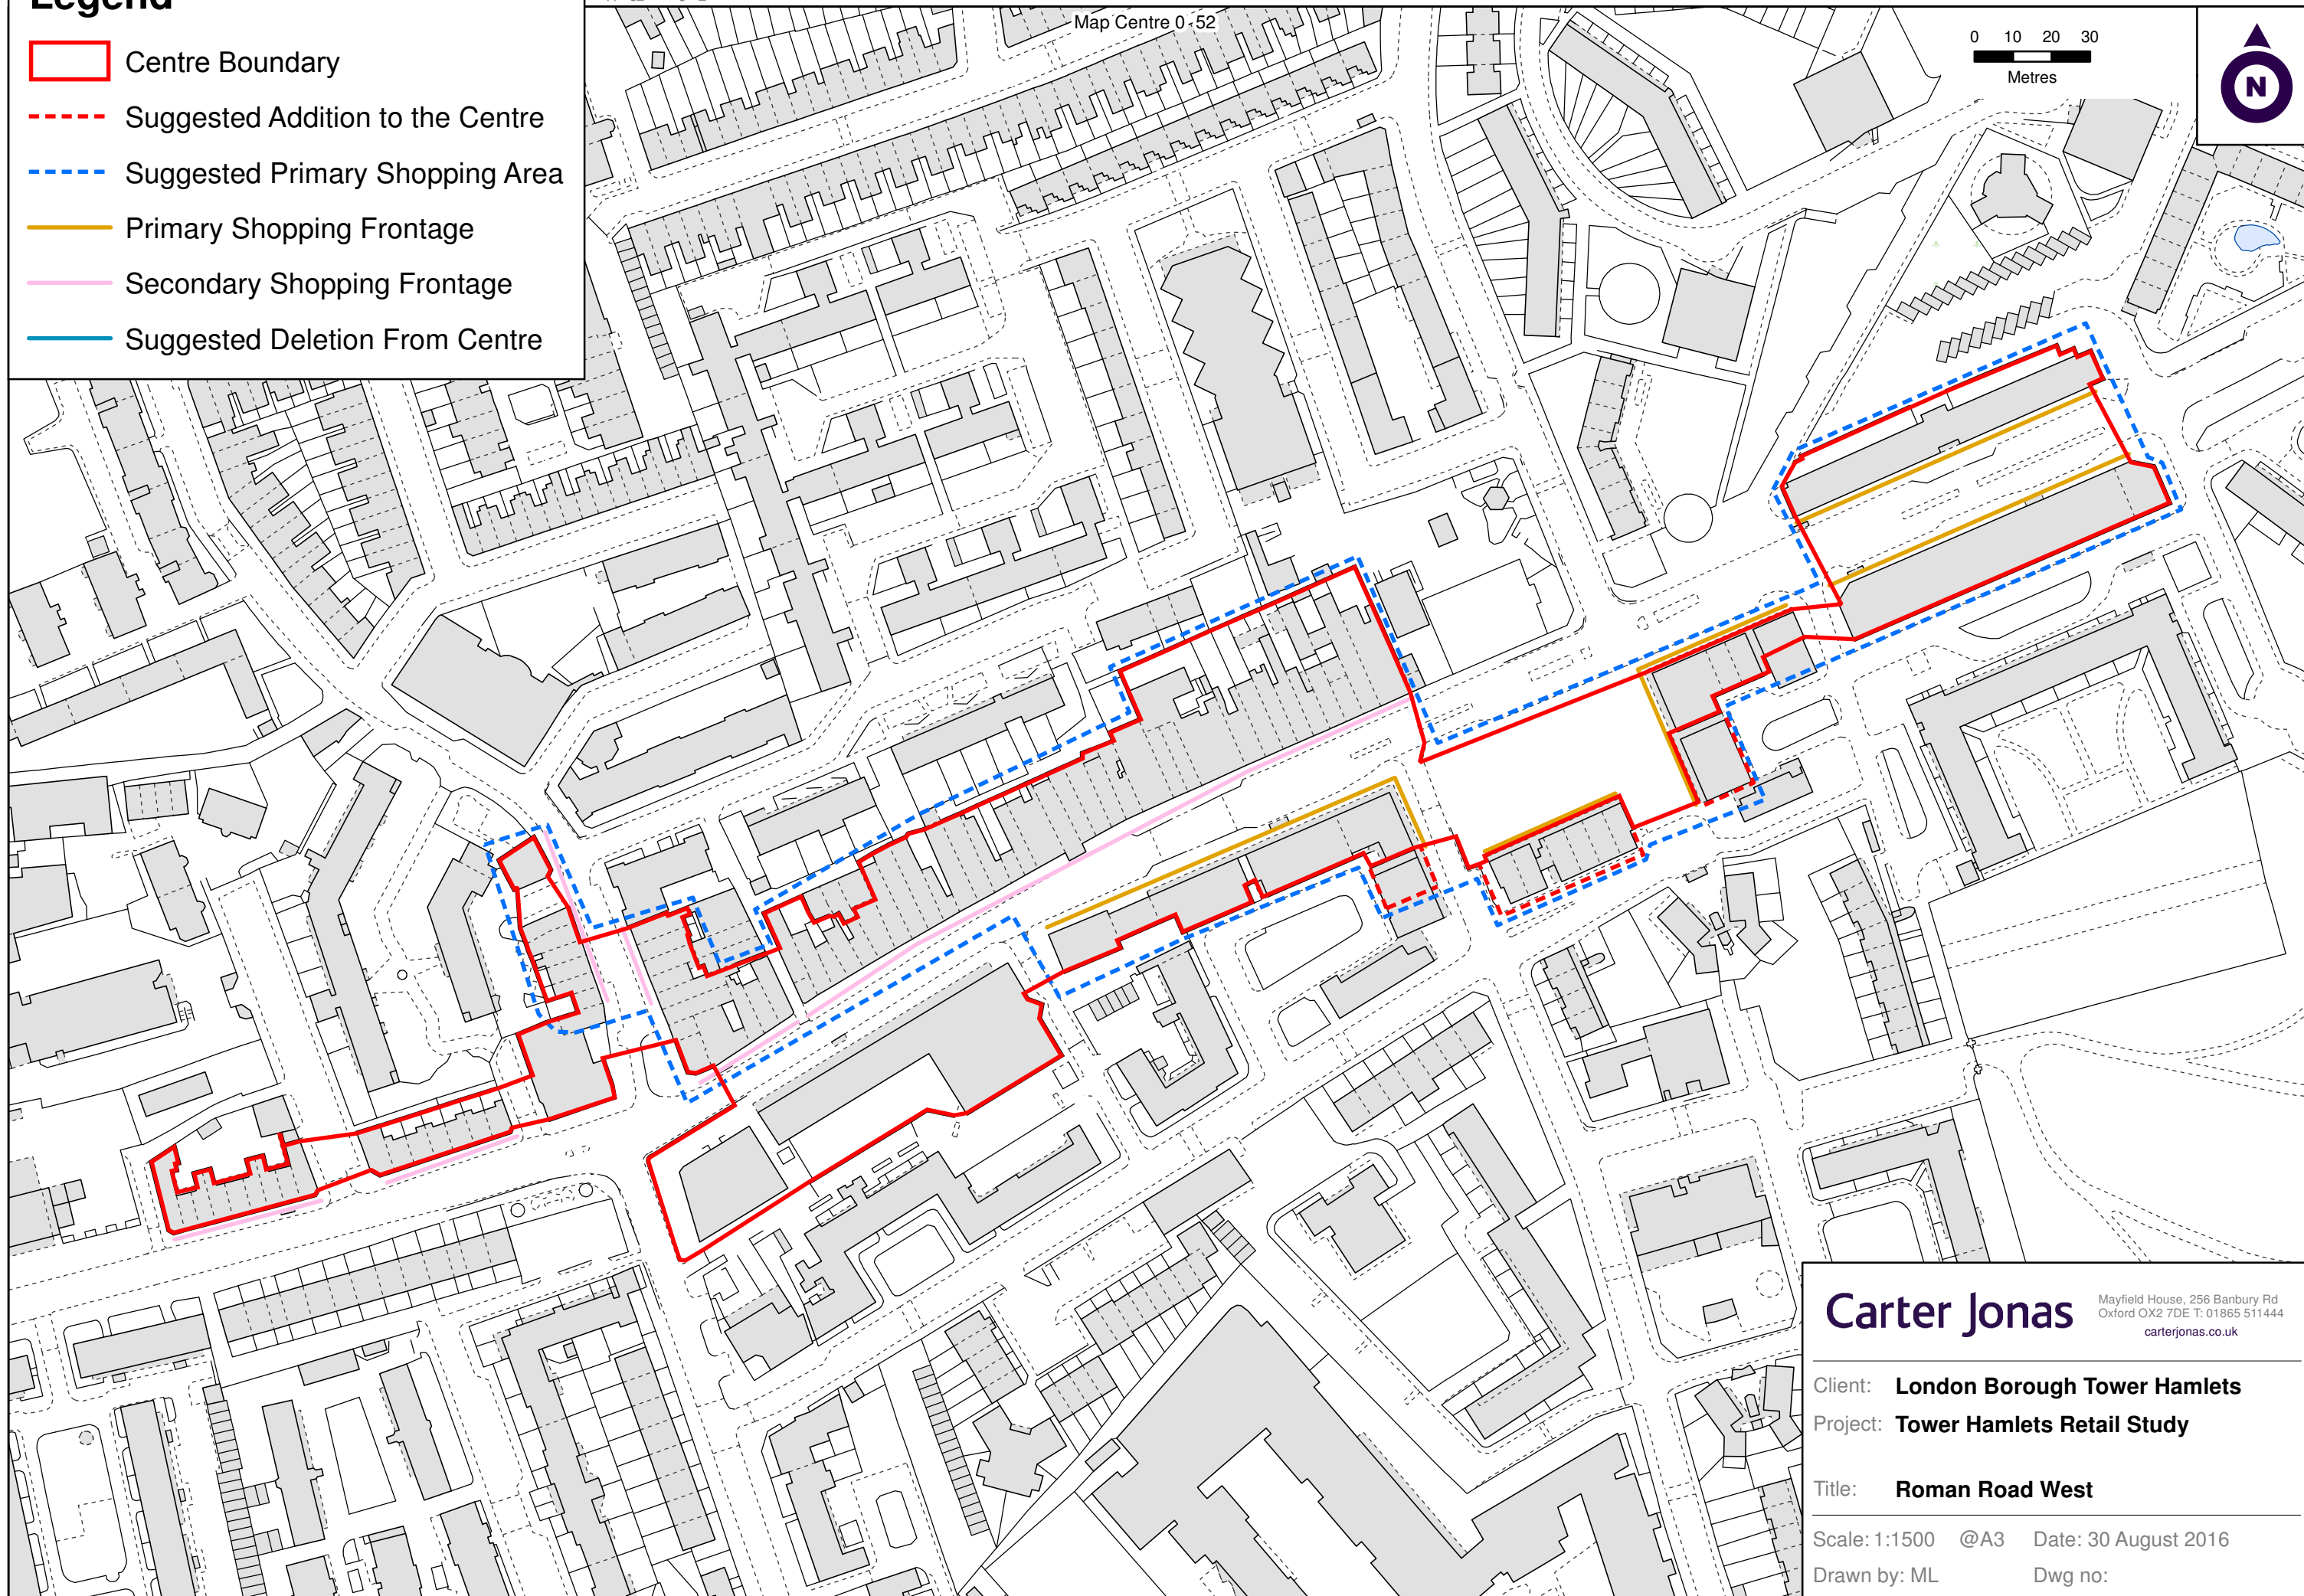 Legend
Centre Boundary
Suggested Addition to the Centre
Suggested Primary Shopping Area
Primary Shopping Frontage
Secondary Shopping Frontage
Suggested Deletion From Centre
Map Centre 0-52
0 10 20 30
Metres
N
Carter Jonas
Mayfield House, 256 Banbury Rd
Oxford OX2 7DE T: 01865 511444
carterjonas.co.uk
Client: London Borough Tower Hamlets
Project: Tower Hamlets Retail Study
Title: Roman Road West
Scale: 1:1500 @A3 Date: 30 August 2016
Drawn by: ML Dwg no: